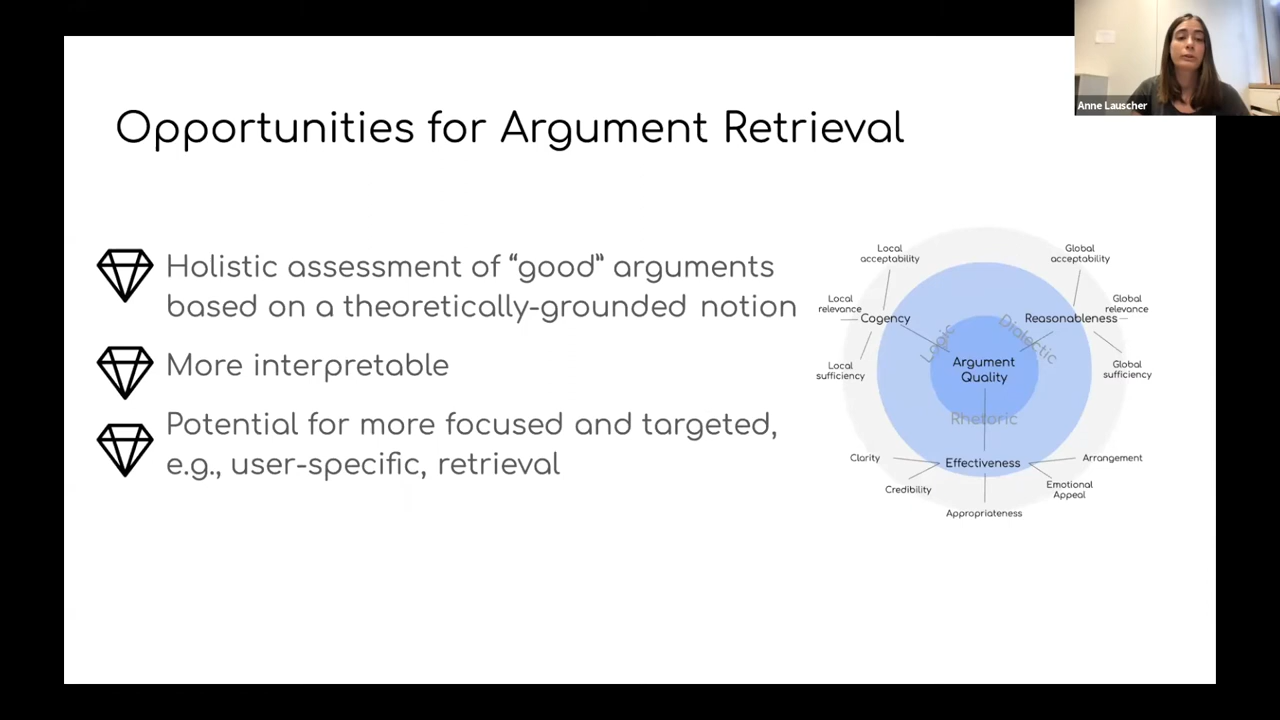 Anne Lauscher
Opportunities for Argument Retrieval
Holistic assessment of “good” arguments
based on a theoretically-grounded notion
More interpretable
Potential for more focused and targeted,
e.g., user-specific, retrieval
Local
acceptability
Global
acceptability
Local
relevance
Global
relevance
Cogency
Reasonableness
Logic
Dialectic
Local
sufficiency
Argument
Quality
Global
sufficiency
Rhetoric
Clarity
Effectiveness
Arrangement
Credibility
Emotional
Appeal
Appropriateness